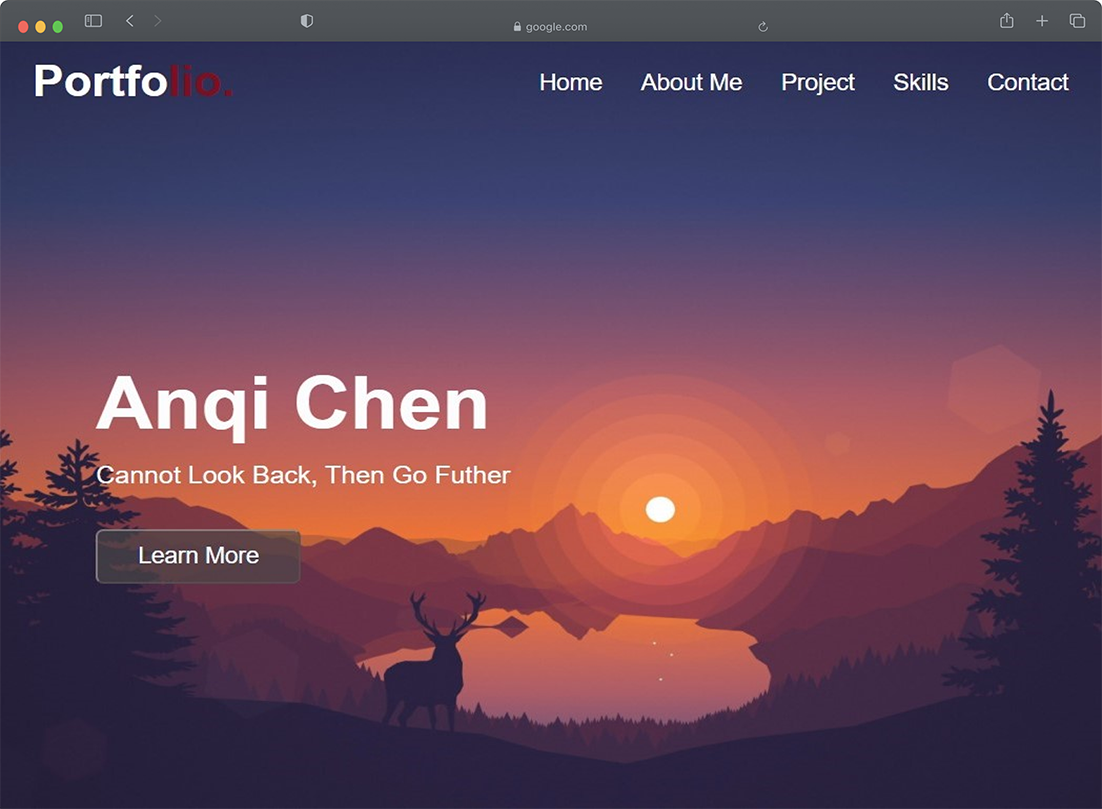 google.com
Portfolio. Home About Me Project Skills Contact
Anqi Chen
Cannot Look Back, Then Go Futher
Learn More